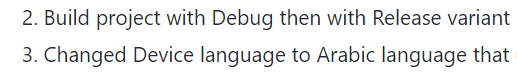 2. Build project with Debug then with Release variant
3. Changed Device language to Arabic language that